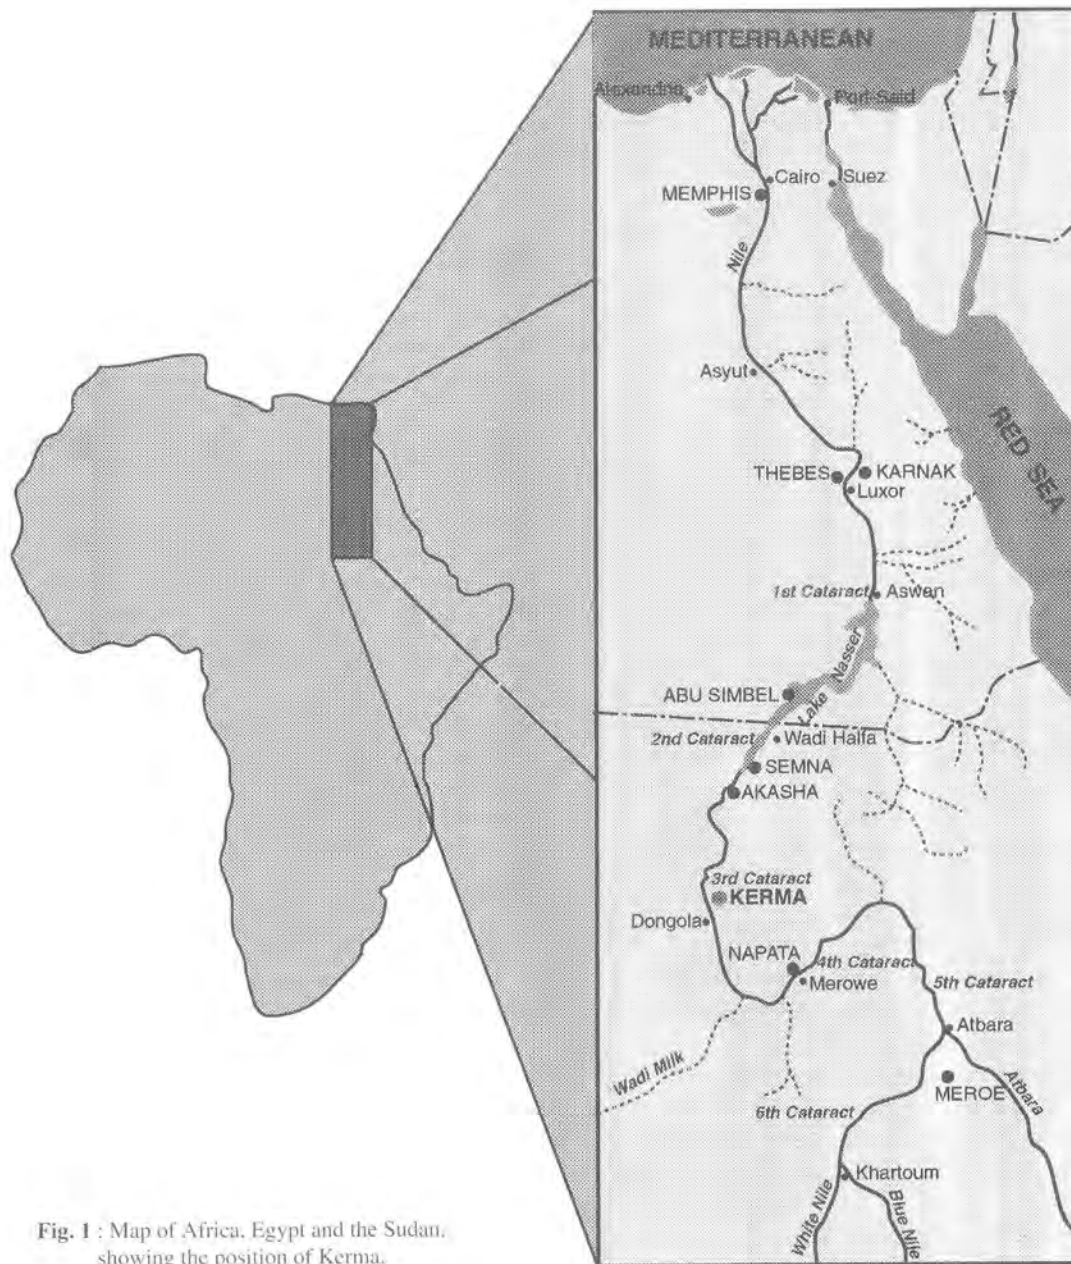 MEDITERRANEAN
Alexandria
Port-Said
Cairo
Suez
MEMPHIS
Nile
Asyut
RED SEA
THEBES
KARNAK
Luxor
1st Cataract
Aswan
Lake Nasser
ABU SIMBEL
2nd Cataract
Wadi Halfa
SEMNA
AKASHA
3rd Cataract
KERMA
Dongola
NAPATA
4th Cataract
Merowe
5th Cataract
Atbara
Wadi Milk
MEROE
Atbara
6th Cataract
Khartoum
White Nile
Blue Nile
Fig. 1 : Map of Africa, Egypt and the Sudan,
showing the position of Kerma.